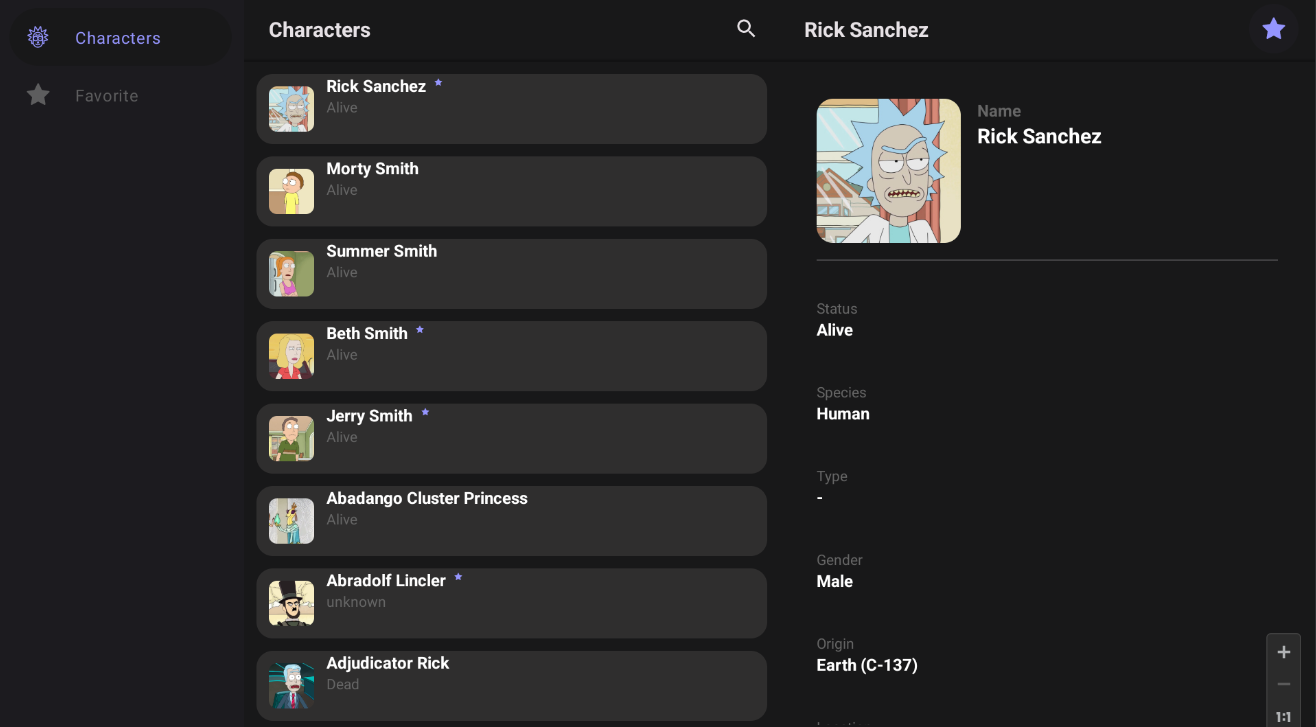 Characters
Favorite
Characters
Rick Sanchez
Alive
Morty Smith
Alive
Summer Smith
Alive
Beth Smith
Alive
Jerry Smith
Alive
Abadango Cluster Princess
Alive
Abradolf Lincler
unknown
Adjudicator Rick
Dead
Rick Sanchez
Name
Rick Sanchez
Status
Alive
Species
Human
Type
-
Gender
Male
Origin
Earth (C-137)
+
−
1:1